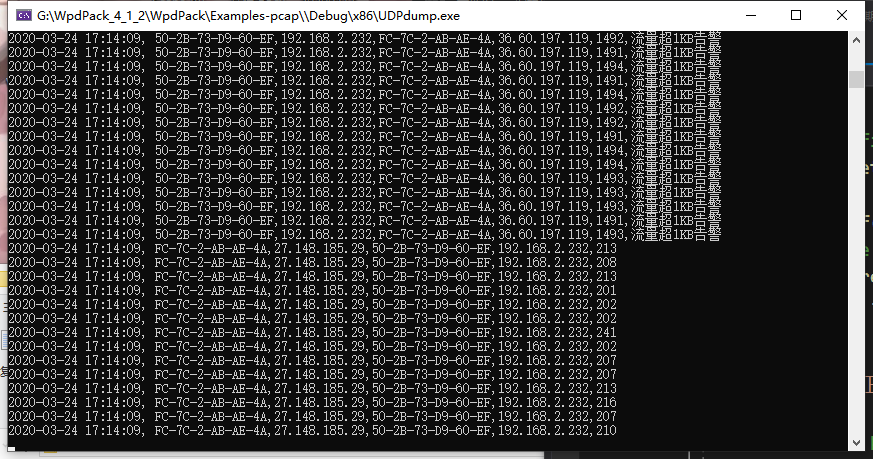 G:\WpdPack_4_1_2\WpdPack\Examples-pcap\\Debug\x86\UDPdump.exe
2020-03-24 17:14:09, 50-2B-73-D9-60-EF,192.168.2.232,FC-7C-2-AB-AE-4A,36.60.197.119,1492,流量超1KB告警
2020-03-24 17:14:09, 50-2B-73-D9-60-EF,192.168.2.232,FC-7C-2-AB-AE-4A,36.60.197.119,1491,流量超1KB告警
2020-03-24 17:14:09, 50-2B-73-D9-60-EF,192.168.2.232,FC-7C-2-AB-AE-4A,36.60.197.119,1494,流量超1KB告警
2020-03-24 17:14:09, 50-2B-73-D9-60-EF,192.168.2.232,FC-7C-2-AB-AE-4A,36.60.197.119,1491,流量超1KB告警
2020-03-24 17:14:09, 50-2B-73-D9-60-EF,192.168.2.232,FC-7C-2-AB-AE-4A,36.60.197.119,1494,流量超1KB告警
2020-03-24 17:14:09, 50-2B-73-D9-60-EF,192.168.2.232,FC-7C-2-AB-AE-4A,36.60.197.119,1492,流量超1KB告警
2020-03-24 17:14:09, 50-2B-73-D9-60-EF,192.168.2.232,FC-7C-2-AB-AE-4A,36.60.197.119,1492,流量超1KB告警
2020-03-24 17:14:09, 50-2B-73-D9-60-EF,192.168.2.232,FC-7C-2-AB-AE-4A,36.60.197.119,1491,流量超1KB告警
2020-03-24 17:14:09, 50-2B-73-D9-60-EF,192.168.2.232,FC-7C-2-AB-AE-4A,36.60.197.119,1494,流量超1KB告警
2020-03-24 17:14:09, 50-2B-73-D9-60-EF,192.168.2.232,FC-7C-2-AB-AE-4A,36.60.197.119,1491,流量超1KB告警
2020-03-24 17:14:09, 50-2B-73-D9-60-EF,192.168.2.232,FC-7C-2-AB-AE-4A,36.60.197.119,1494,流量超1KB告警
2020-03-24 17:14:09, 50-2B-73-D9-60-EF,192.168.2.232,FC-7C-2-AB-AE-4A,36.60.197.119,1493,流量超1KB告警
2020-03-24 17:14:09, 50-2B-73-D9-60-EF,192.168.2.232,FC-7C-2-AB-AE-4A,36.60.197.119,1493,流量超1KB告警
2020-03-24 17:14:09, 50-2B-73-D9-60-EF,192.168.2.232,FC-7C-2-AB-AE-4A,36.60.197.119,1491,流量超1KB告警
2020-03-24 17:14:09, 50-2B-73-D9-60-EF,192.168.2.232,FC-7C-2-AB-AE-4A,36.60.197.119,1493,流量超1KB告警
2020-03-24 17:14:09, FC-7C-2-AB-AE-4A,27.148.185.29,50-2B-73-D9-60-EF,192.168.2.232,213
2020-03-24 17:14:09, FC-7C-2-AB-AE-4A,27.148.185.29,50-2B-73-D9-60-EF,192.168.2.232,208
2020-03-24 17:14:09, FC-7C-2-AB-AE-4A,27.148.185.29,50-2B-73-D9-60-EF,192.168.2.232,213
2020-03-24 17:14:09, FC-7C-2-AB-AE-4A,27.148.185.29,50-2B-73-D9-60-EF,192.168.2.232,201
2020-03-24 17:14:09, FC-7C-2-AB-AE-4A,27.148.185.29,50-2B-73-D9-60-EF,192.168.2.232,202
2020-03-24 17:14:09, FC-7C-2-AB-AE-4A,27.148.185.29,50-2B-73-D9-60-EF,192.168.2.232,202
2020-03-24 17:14:09, FC-7C-2-AB-AE-4A,27.148.185.29,50-2B-73-D9-60-EF,192.168.2.232,241
2020-03-24 17:14:09, FC-7C-2-AB-AE-4A,27.148.185.29,50-2B-73-D9-60-EF,192.168.2.232,202
2020-03-24 17:14:09, FC-7C-2-AB-AE-4A,27.148.185.29,50-2B-73-D9-60-EF,192.168.2.232,207
2020-03-24 17:14:09, FC-7C-2-AB-AE-4A,27.148.185.29,50-2B-73-D9-60-EF,192.168.2.232,207
2020-03-24 17:14:09, FC-7C-2-AB-AE-4A,27.148.185.29,50-2B-73-D9-60-EF,192.168.2.232,213
2020-03-24 17:14:09, FC-7C-2-AB-AE-4A,27.148.185.29,50-2B-73-D9-60-EF,192.168.2.232,216
2020-03-24 17:14:09, FC-7C-2-AB-AE-4A,27.148.185.29,50-2B-73-D9-60-EF,192.168.2.232,207
2020-03-24 17:14:09, FC-7C-2-AB-AE-4A,27.148.185.29,50-2B-73-D9-60-EF,192.168.2.232,210